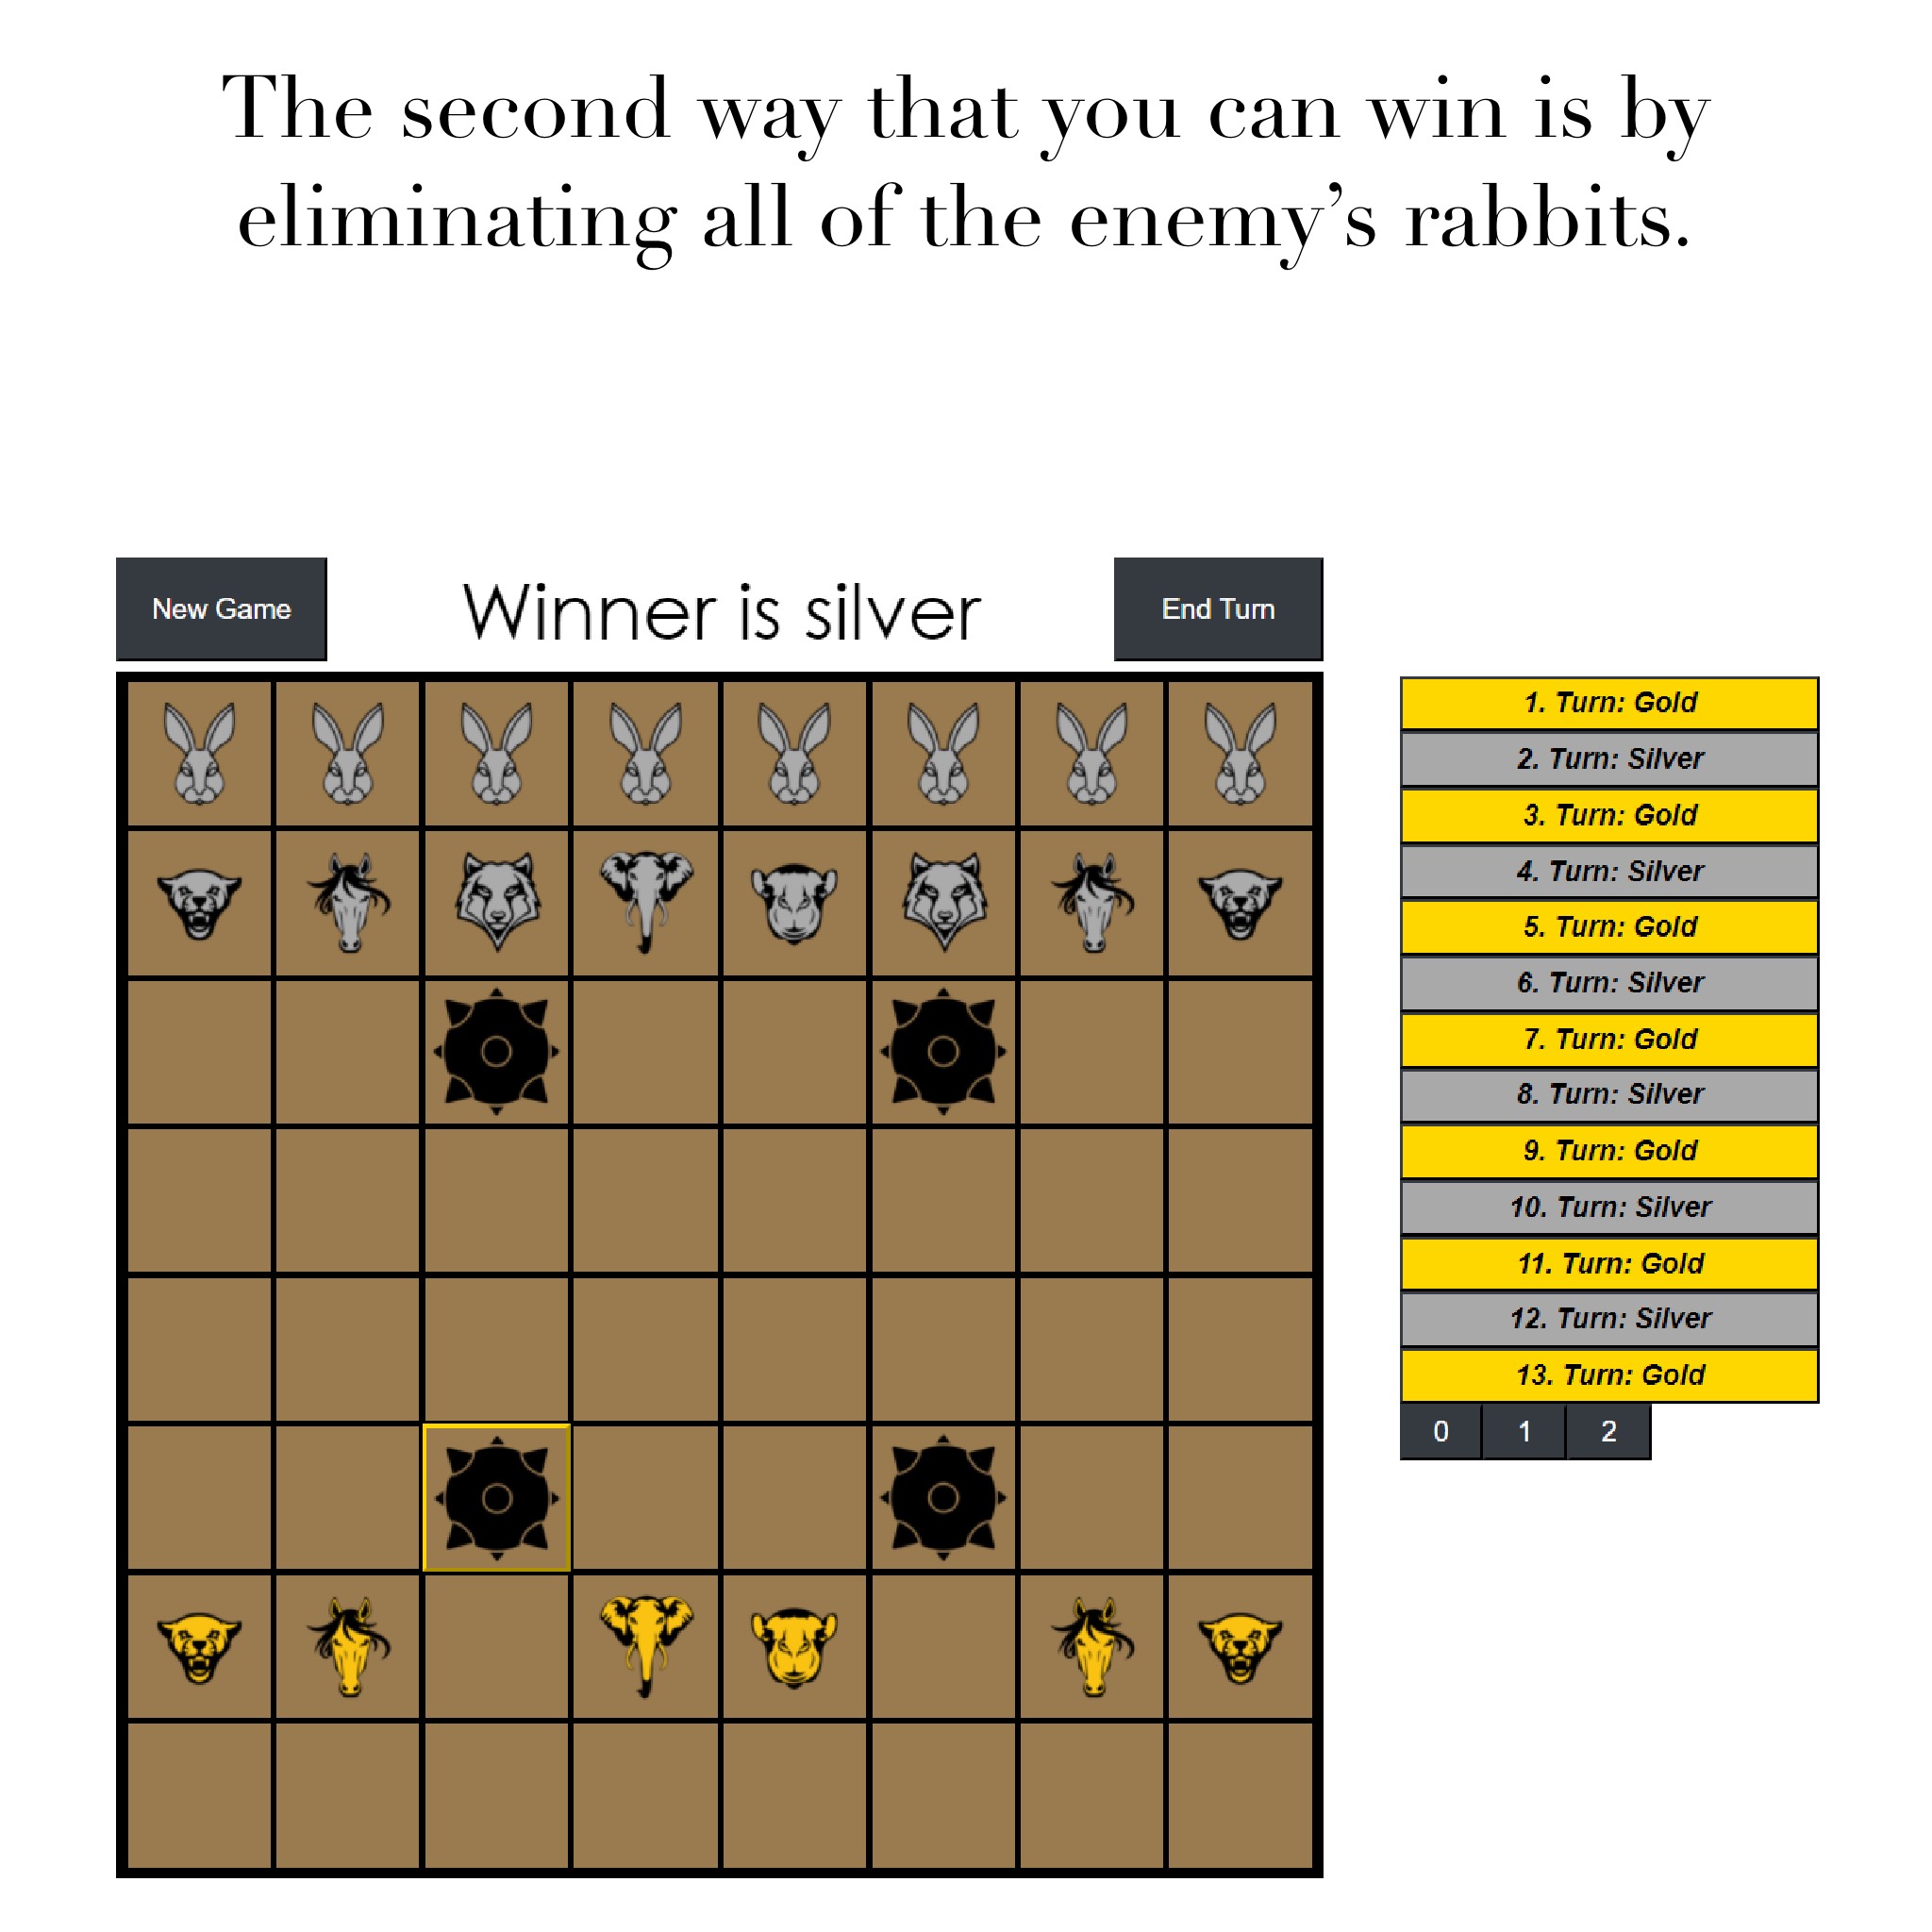 The second way that you can win is by
eliminating all of the enemy’s rabbits.
New Game
Winner is silver
End Turn
1. Turn: Gold
2. Turn: Silver
3. Turn: Gold
4. Turn: Silver
5. Turn: Gold
6. Turn: Silver
7. Turn: Gold
8. Turn: Silver
9. Turn: Gold
10. Turn: Silver
11. Turn: Gold
12. Turn: Silver
13. Turn: Gold
0 1 2